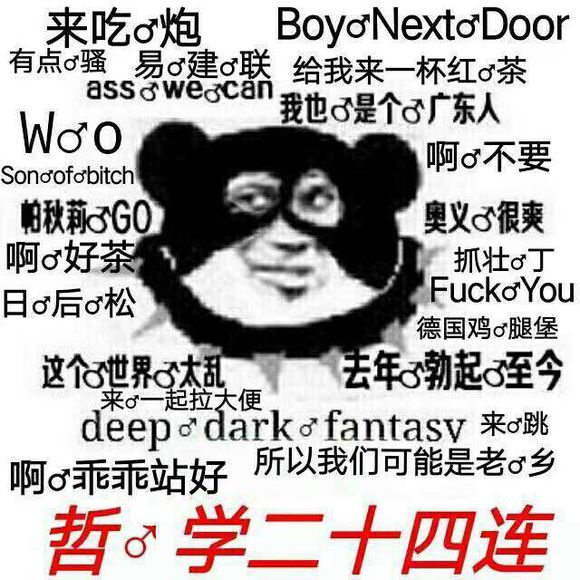 来吃♂炮
Boy♂Next♂Door
有点♂骚
易♂建♂联
给我来一杯红♂茶
ass♂we♂can
我也♂是个♂广东人
W♂o
啊♂不要
Son♂of♂bitch
帕秋莉♂GO
奥义♂很爽
啊♂好茶
抓壮♂丁
Fuck♂You
日♂后♂松
德国鸡♂腿堡
这个♂世界♂太乱
去年♂勃起♂至今
来♂一起拉大便
deep♂dark♂fantasy
来♂跳
啊♂乖乖站好
所以我们可能是老♂乡
哲♂学二十四连